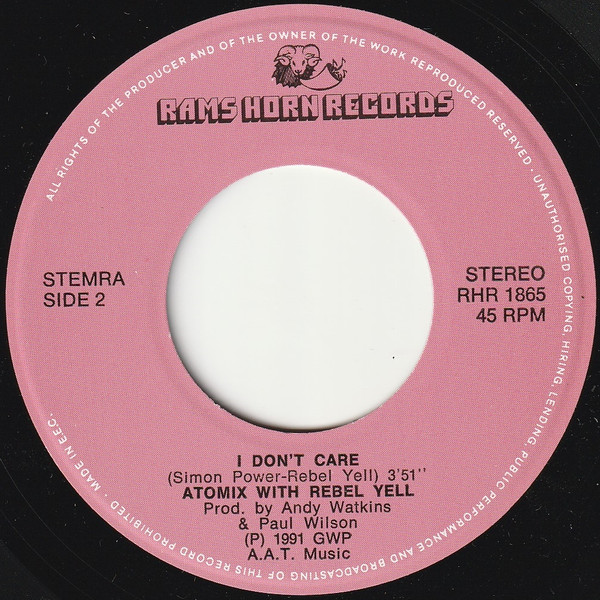 ALL RIGHTS OF THE PRODUCER AND OF THE OWNER OF THE WORK REPRODUCED RESERVED · UNAUTHORISED COPYING, HIRING, LENDING, PUBLIC PERFORMANCE AND BROADCASTING OF THIS RECORD PROHIBITED · MADE IN E.E.C. ·
RAMS HORN RECORDS
STEMRA
SIDE 2
STEREO
RHR 1865
45 RPM
I DON'T CARE
(Simon Power-Rebel Yell) 3'51''
ATOMIX WITH REBEL YELL
Prod. by Andy Watkins
& Paul Wilson
(P) 1991 GWP
A.A.T. Music